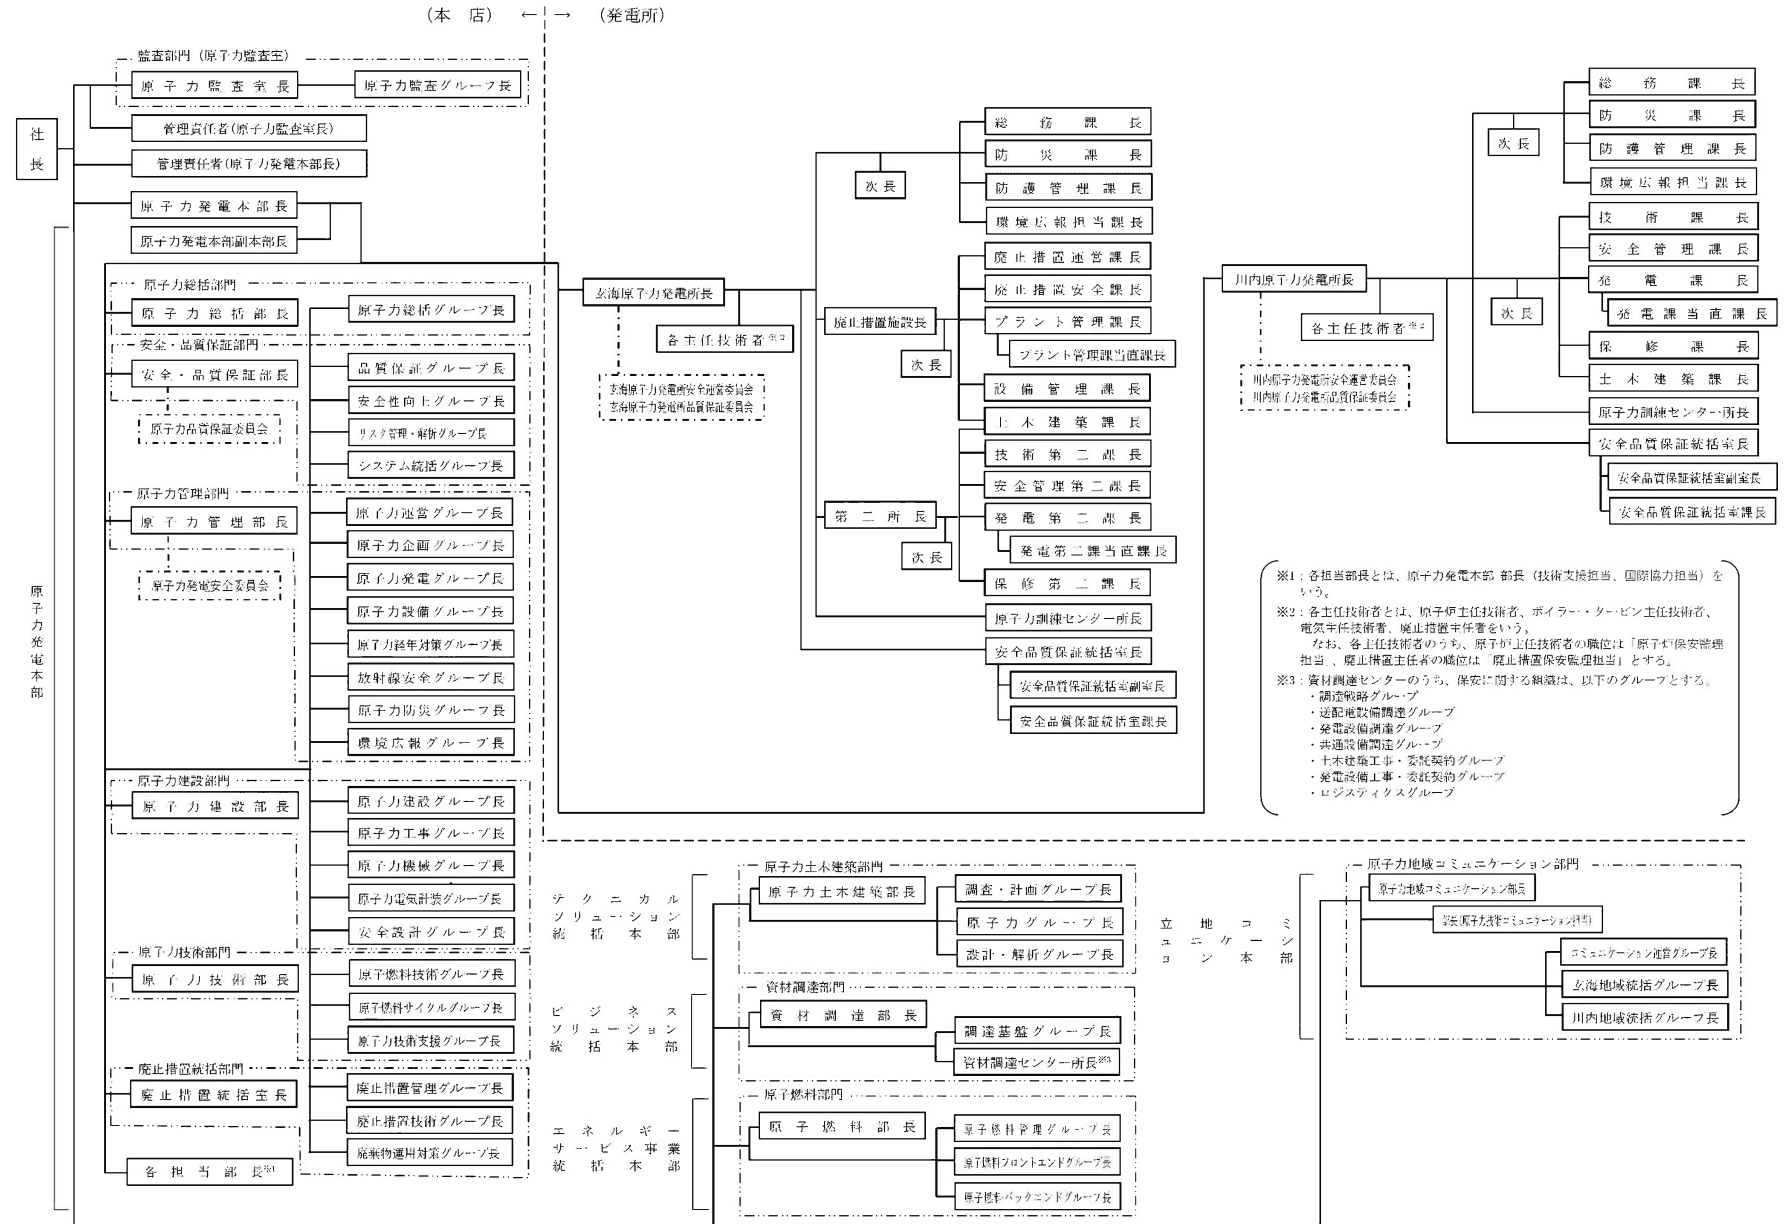 （本　店）　←｜→　（発電所）
監査部門（原子力監査室）
原子力監査室長
原子力監査グループ長
管理責任者(原子力監査室長)
社長
管理責任者(原子力発電本部長)
原子力発電本部長
原子力発電本部副本部長
原子力発電本部
原子力総括部門
原子力総括部長
原子力総括グループ長
安全・品質保証部門
安全・品質保証部長
原子力品質保証委員会
品質保証グループ長
安全性向上グループ長
リスク管理・解析グループ長
システム統括グループ長
原子力管理部門
原子力管理部長
原子力発電安全委員会
原子力運営グループ長
原子力企画グループ長
原子力発電グループ長
原子力設備グループ長
原子力経年対策グループ長
放射線安全グループ長
原子力防災グループ長
環境広報グループ長
原子力建設部門
原子力建設部長
原子力建設グループ長
原子力工事グループ長
原子力機械グループ長
原子力電気計装グループ長
安全設計グループ長
原子力技術部門
原子力技術部長
原子燃料技術グループ長
原子燃料サイクルグループ長
原子力技術支援グループ長
廃止措置統括部門
廃止措置統括室長
廃止措置管理グループ長
廃止措置技術グループ長
廃棄物運用対策グループ長
各担当部長※1
玄海原子力発電所長
各主任技術者※2
玄海原子力発電所安全運営委員会
玄海原子力発電所品質保証委員会
次長
総務課長
防災課長
防護管理課長
環境広報担当課長
廃止措置施設長
次長
廃止措置運営課長
廃止措置安全課長
プラント管理課長
プラント管理課当直課長
設備管理課長
土木建築課長
第二所長
次長
技術第二課長
安全管理第二課長
発電第二課長
発電第二課当直課長
保修第二課長
原子力訓練センター所長
安全品質保証統括室長
安全品質保証統括室副室長
安全品質保証統括室課長
川内原子力発電所長
各主任技術者※2
川内原子力発電所安全運営委員会
川内原子力発電所品質保証委員会
次長
総務課長
防災課長
防護管理課長
環境広報担当課長
次長
技術課長
安全管理課長
発電課長
発電課当直課長
保修課長
土木建築課長
原子力訓練センター所長
安全品質保証統括室長
安全品質保証統括室副室長
安全品質保証統括室課長
※1：各担当部長とは、原子力発電本部 部長（技術支援担当、国際協力担当）を
いう。
※2：各主任技術者とは、原子炉主任技術者、ボイラー・タービン主任技術者、
電気主任技術者、廃止措置主任者をいう。
なお、各主任技術者のうち、原子炉主任技術者の職位は「原子炉保安監理
担当」、廃止措置主任者の職位は「廃止措置保安監理担当」とする。
※3：資材調達センターのうち、保安に関する組織は、以下のグループとする。
・調達戦略グループ
・送配電設備調達グループ
・発電設備調達グループ
・共通設備調達グループ
・土木建築工事・委託契約グループ
・発電設備工事・委託契約グループ
・ロジスティクスグループ
テクニカル
ソリューション
統括本部
原子力土木建築部門
原子力土木建築部長
調査・計画グループ長
原子力グループ長
設計・解析グループ長
ビジネス
ソリューション
統括本部
資材調達部門
資材調達部長
調達基盤グループ長
資材調達センター所長※3
エネルギー
サービス事業
統括本部
原子燃料部門
原子燃料部長
原子燃料管理グループ長
原子燃料フロントエンドグループ長
原子燃料バックエンドグループ長
立地コミ
ュニケーシ
ョン本部
原子力地域コミュニケーション部門
原子力地域コミュニケーション部長
部長(原子力技術コミュニケーション担当)
コミュニケーション運営グループ長
玄海地域統括グループ長
川内地域統括グループ長